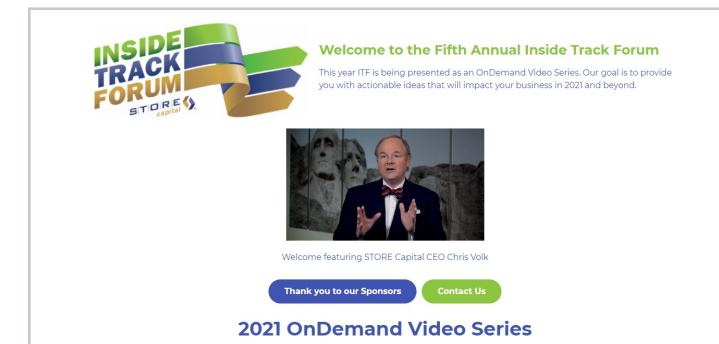 INSIDE
TRACK
FORUM
STORE
capital
Welcome to the Fifth Annual Inside Track Forum
This year ITF is being presented as an OnDemand Video Series. Our goal is to provide
you with actionable ideas that will impact your business in 2021 and beyond.
Welcome featuring STORE Capital CEO Chris Volk
Thank you to our Sponsors
Contact Us
2021 OnDemand Video Series